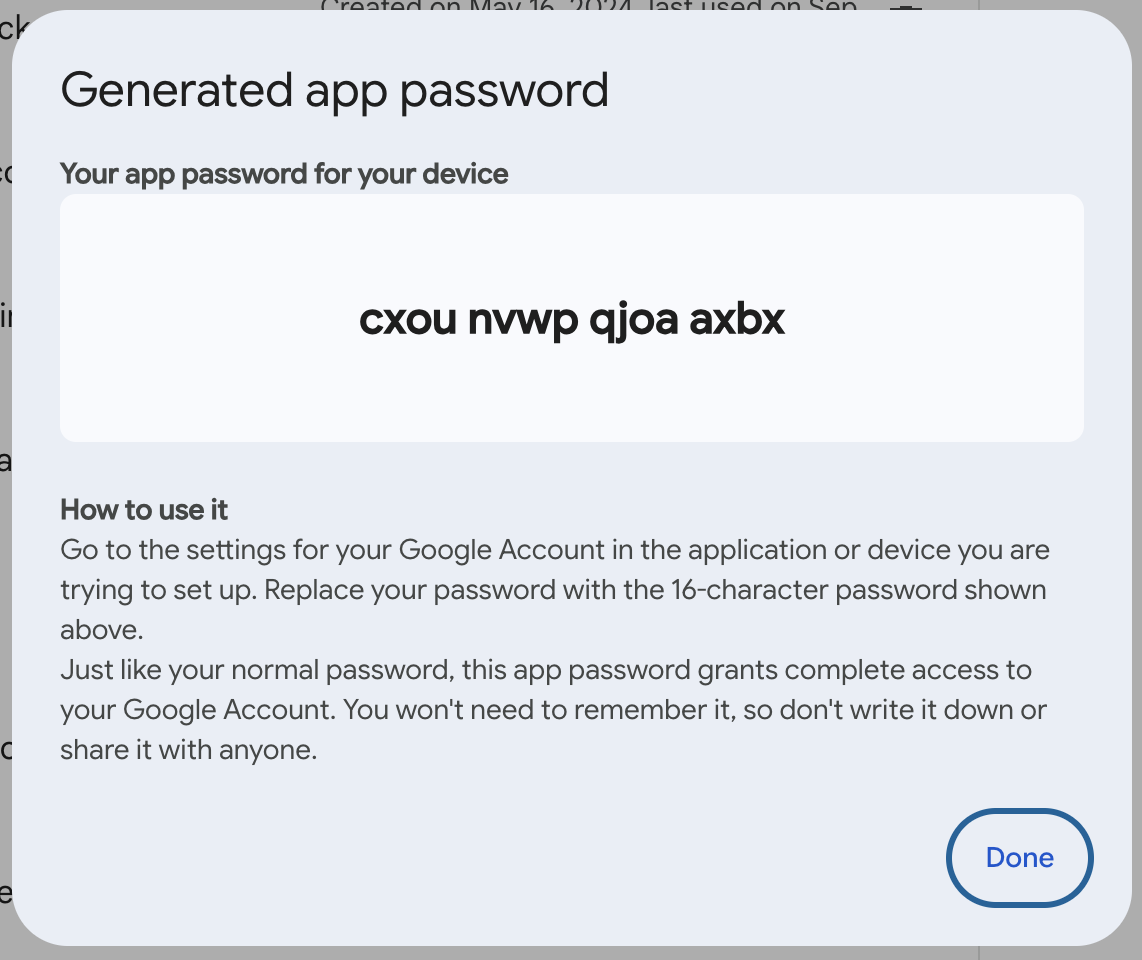 Created on May 16, 2024, last used on Sep
Generated app password
Your app password for your device
cxou nvwp qjoa axbx
How to use it
Go to the settings for your Google Account in the application or device you are
trying to set up. Replace your password with the 16-character password shown
above.
Just like your normal password, this app password grants complete access to
your Google Account. You won't need to remember it, so don't write it down or
share it with anyone.
Done